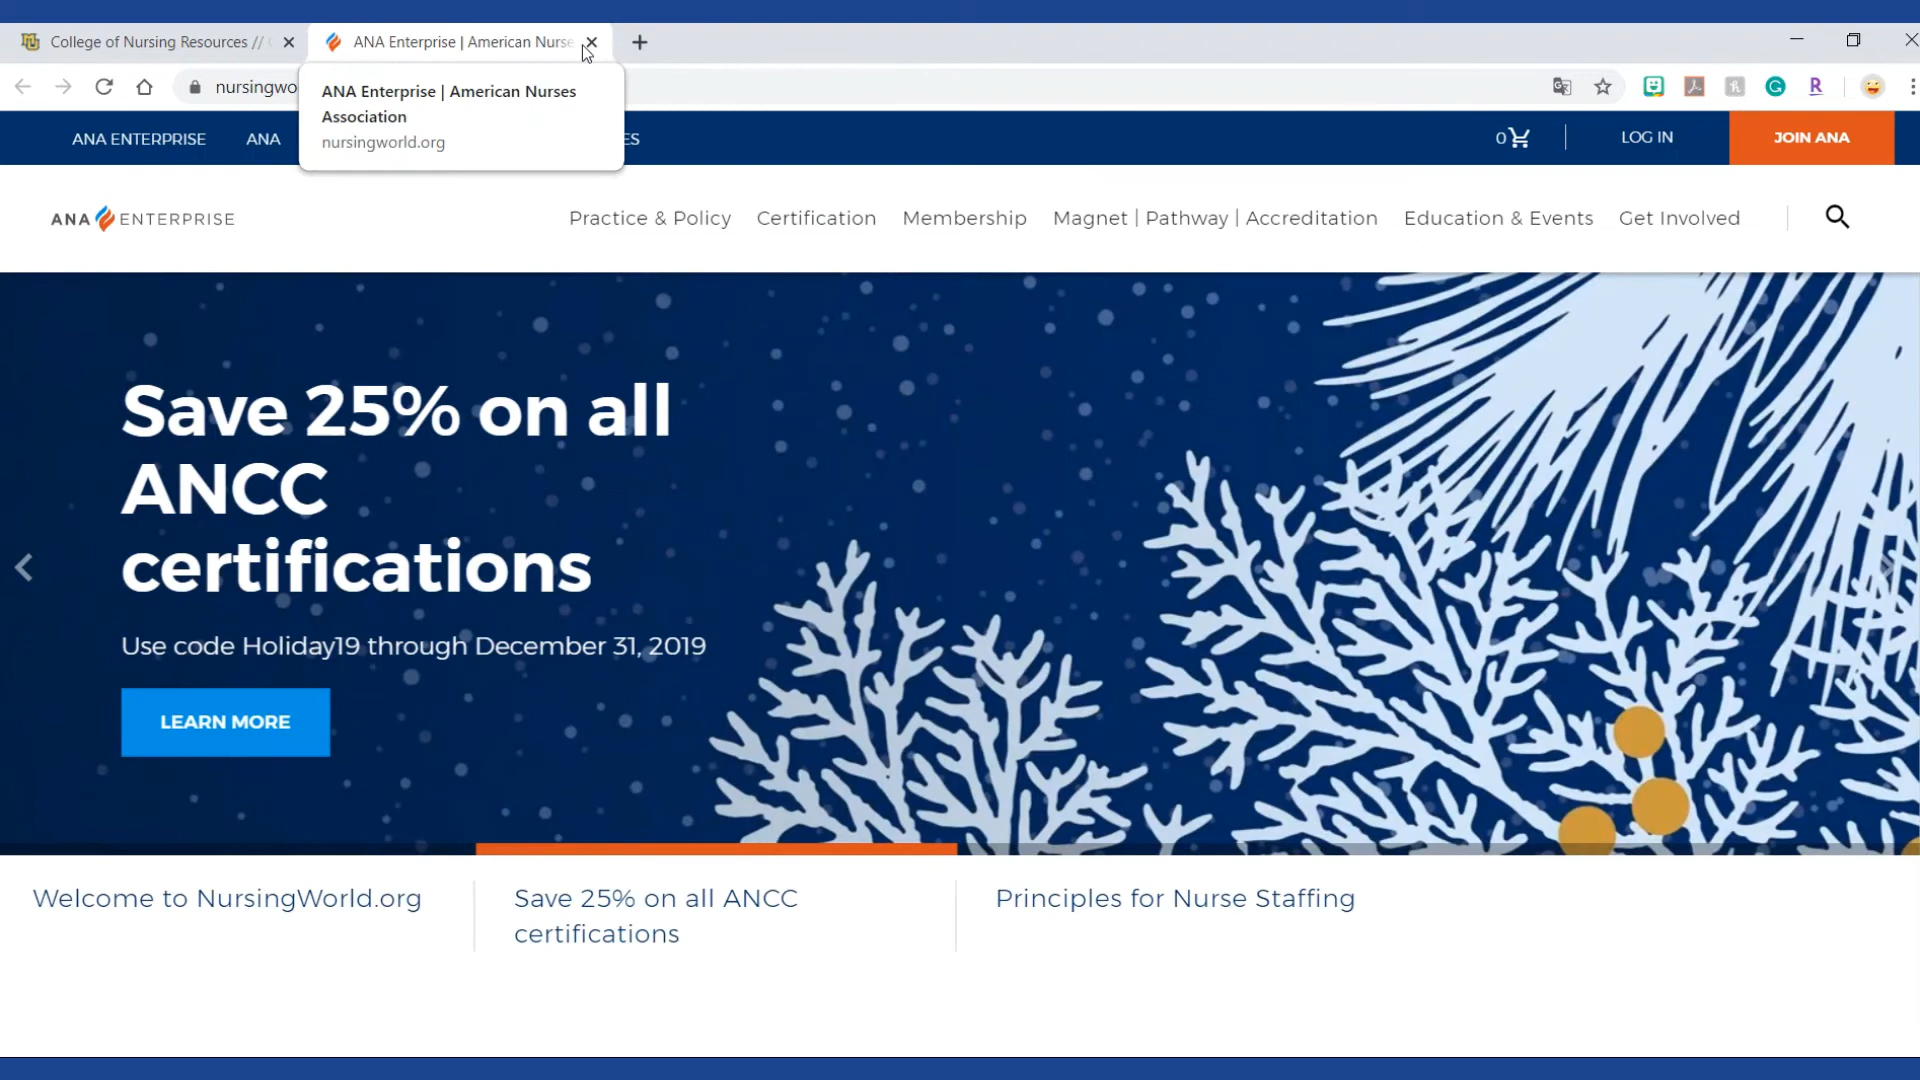 College of Nursing Resources //
ANA Enterprise | American Nurse
nursingwo
ANA Enterprise | American Nurses
Association
nursingworld.org
ANA ENTERPRISE
ANA
ES
0
LOG IN
JOIN ANA
ANA ENTERPRISE
Practice & Policy
Certification
Membership
Magnet | Pathway | Accreditation
Education & Events
Get Involved
Save 25% on all
ANCC
certifications
Use code Holiday19 through December 31, 2019
LEARN MORE
Welcome to NursingWorld.org
Save 25% on all ANCC
certifications
Principles for Nurse Staffing